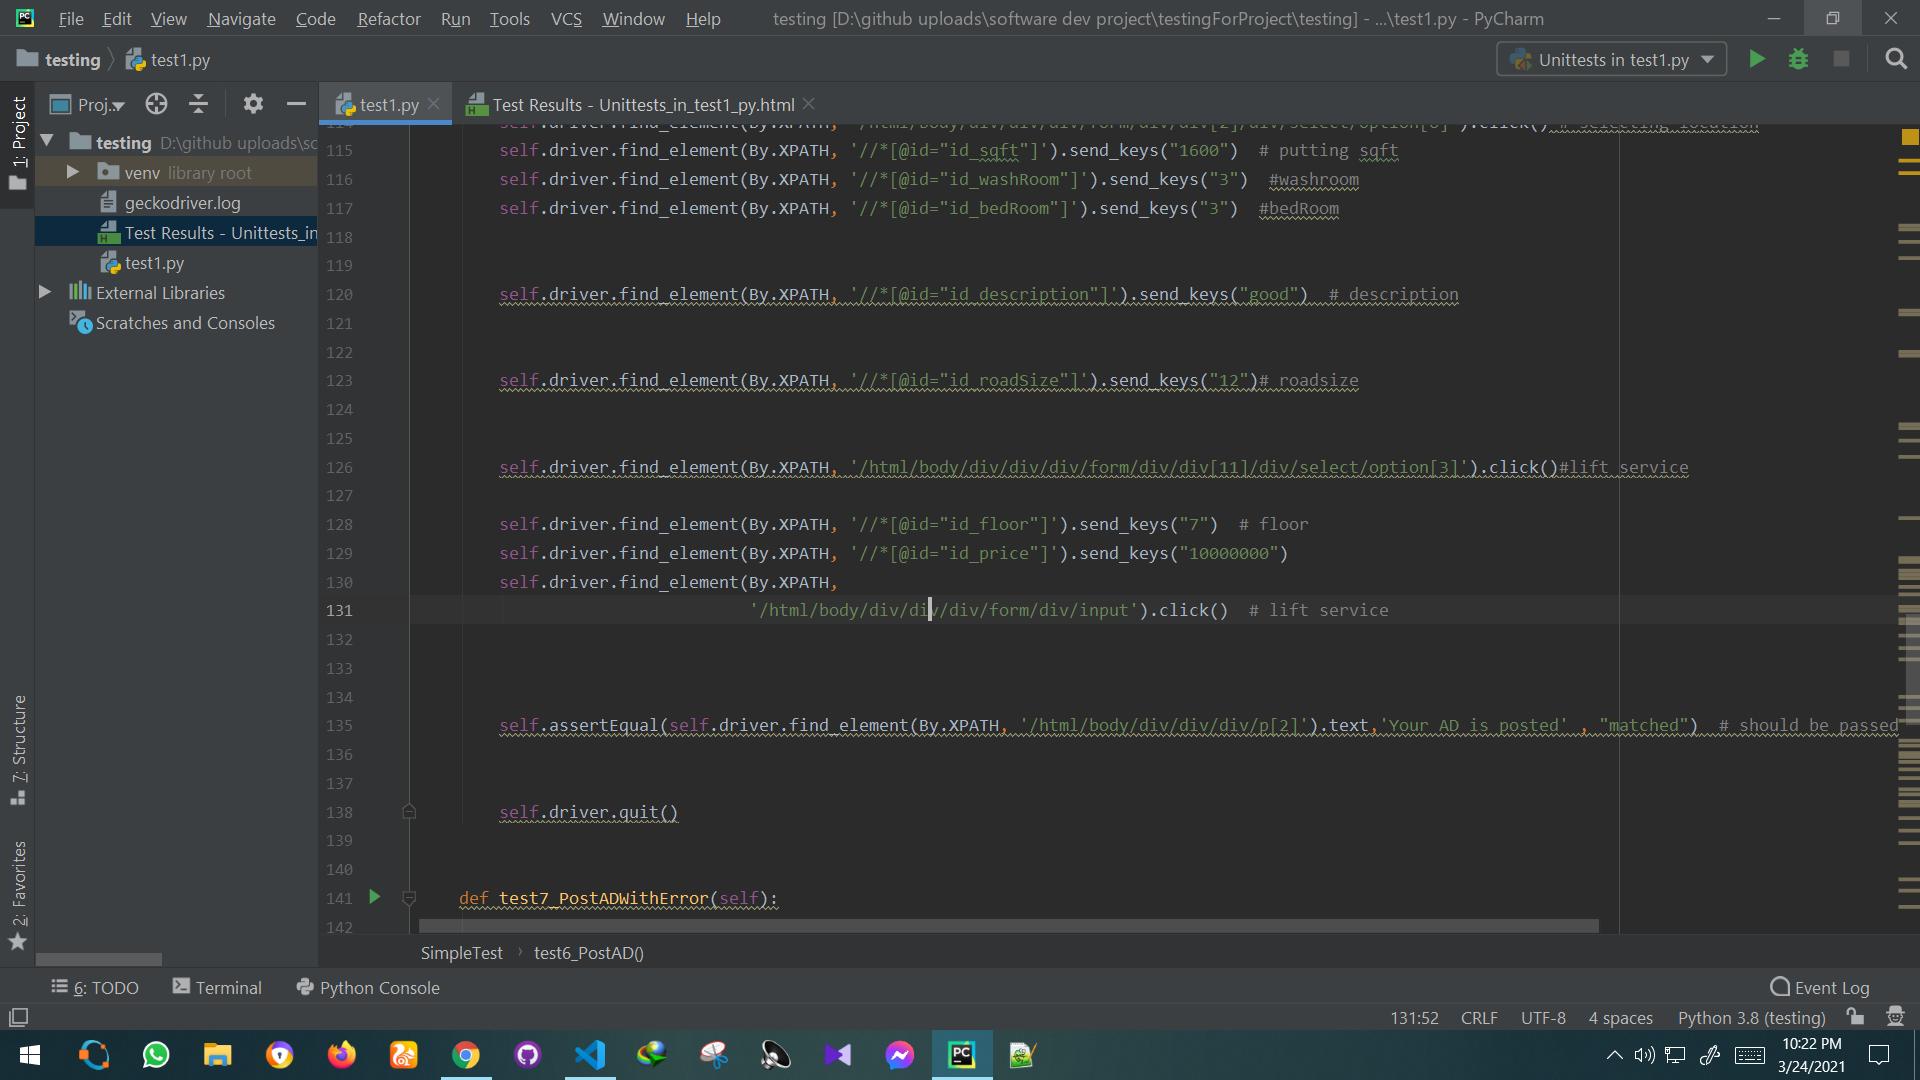 File Edit View Navigate Code Refactor Run Tools VCS Window Help testing [D:\github uploads\software dev project\testingForProject\testing] - ...\test1.py - PyCharm
testing test1.py Unittests in test1.py
Proj.. test1.py Test Results - Unittests_in_test1_py.html
1: Project
7: Structure
2: Favorites
testing D:\github uploads\sc
venv library root
geckodriver.log
Test Results - Unittests_in
test1.py
External Libraries
Scratches and Consoles
115 self.driver.find_element(By.XPATH, '//*[@id="id_sqft"]').send_keys("1600") # putting sqft
116 self.driver.find_element(By.XPATH, '//*[@id="id_washRoom"]').send_keys("3") #washroom
117 self.driver.find_element(By.XPATH, '//*[@id="id_bedRoom"]').send_keys("3") #bedRoom
118
119
120 self.driver.find_element(By.XPATH, '//*[@id="id_description"]').send_keys("good") # description
121
122
123 self.driver.find_element(By.XPATH, '//*[@id="id_roadSize"]').send_keys("12")# roadsize
124
125
126 self.driver.find_element(By.XPATH, '/html/body/div/div/div/form/div/div[11]/div/select/option[3]').click()#lift service
127
128 self.driver.find_element(By.XPATH, '//*[@id="id_floor"]').send_keys("7") # floor
129 self.driver.find_element(By.XPATH, '//*[@id="id_price"]').send_keys("10000000")
130 self.driver.find_element(By.XPATH,
131 '/html/body/div/div/div/form/div/input').click() # lift service
132
133
134
135 self.assertEqual(self.driver.find_element(By.XPATH, '/html/body/div/div/div/p[2]').text,'Your AD is posted' , "matched") # should be passed
136
137
138 self.driver.quit()
139
140
141 def test7_PostADWithError(self):
142
SimpleTest test6_PostAD()
6: TODO Terminal Python Console Event Log
131:52 CRLF UTF-8 4 spaces Python 3.8 (testing)
10:22 PM
3/24/2021